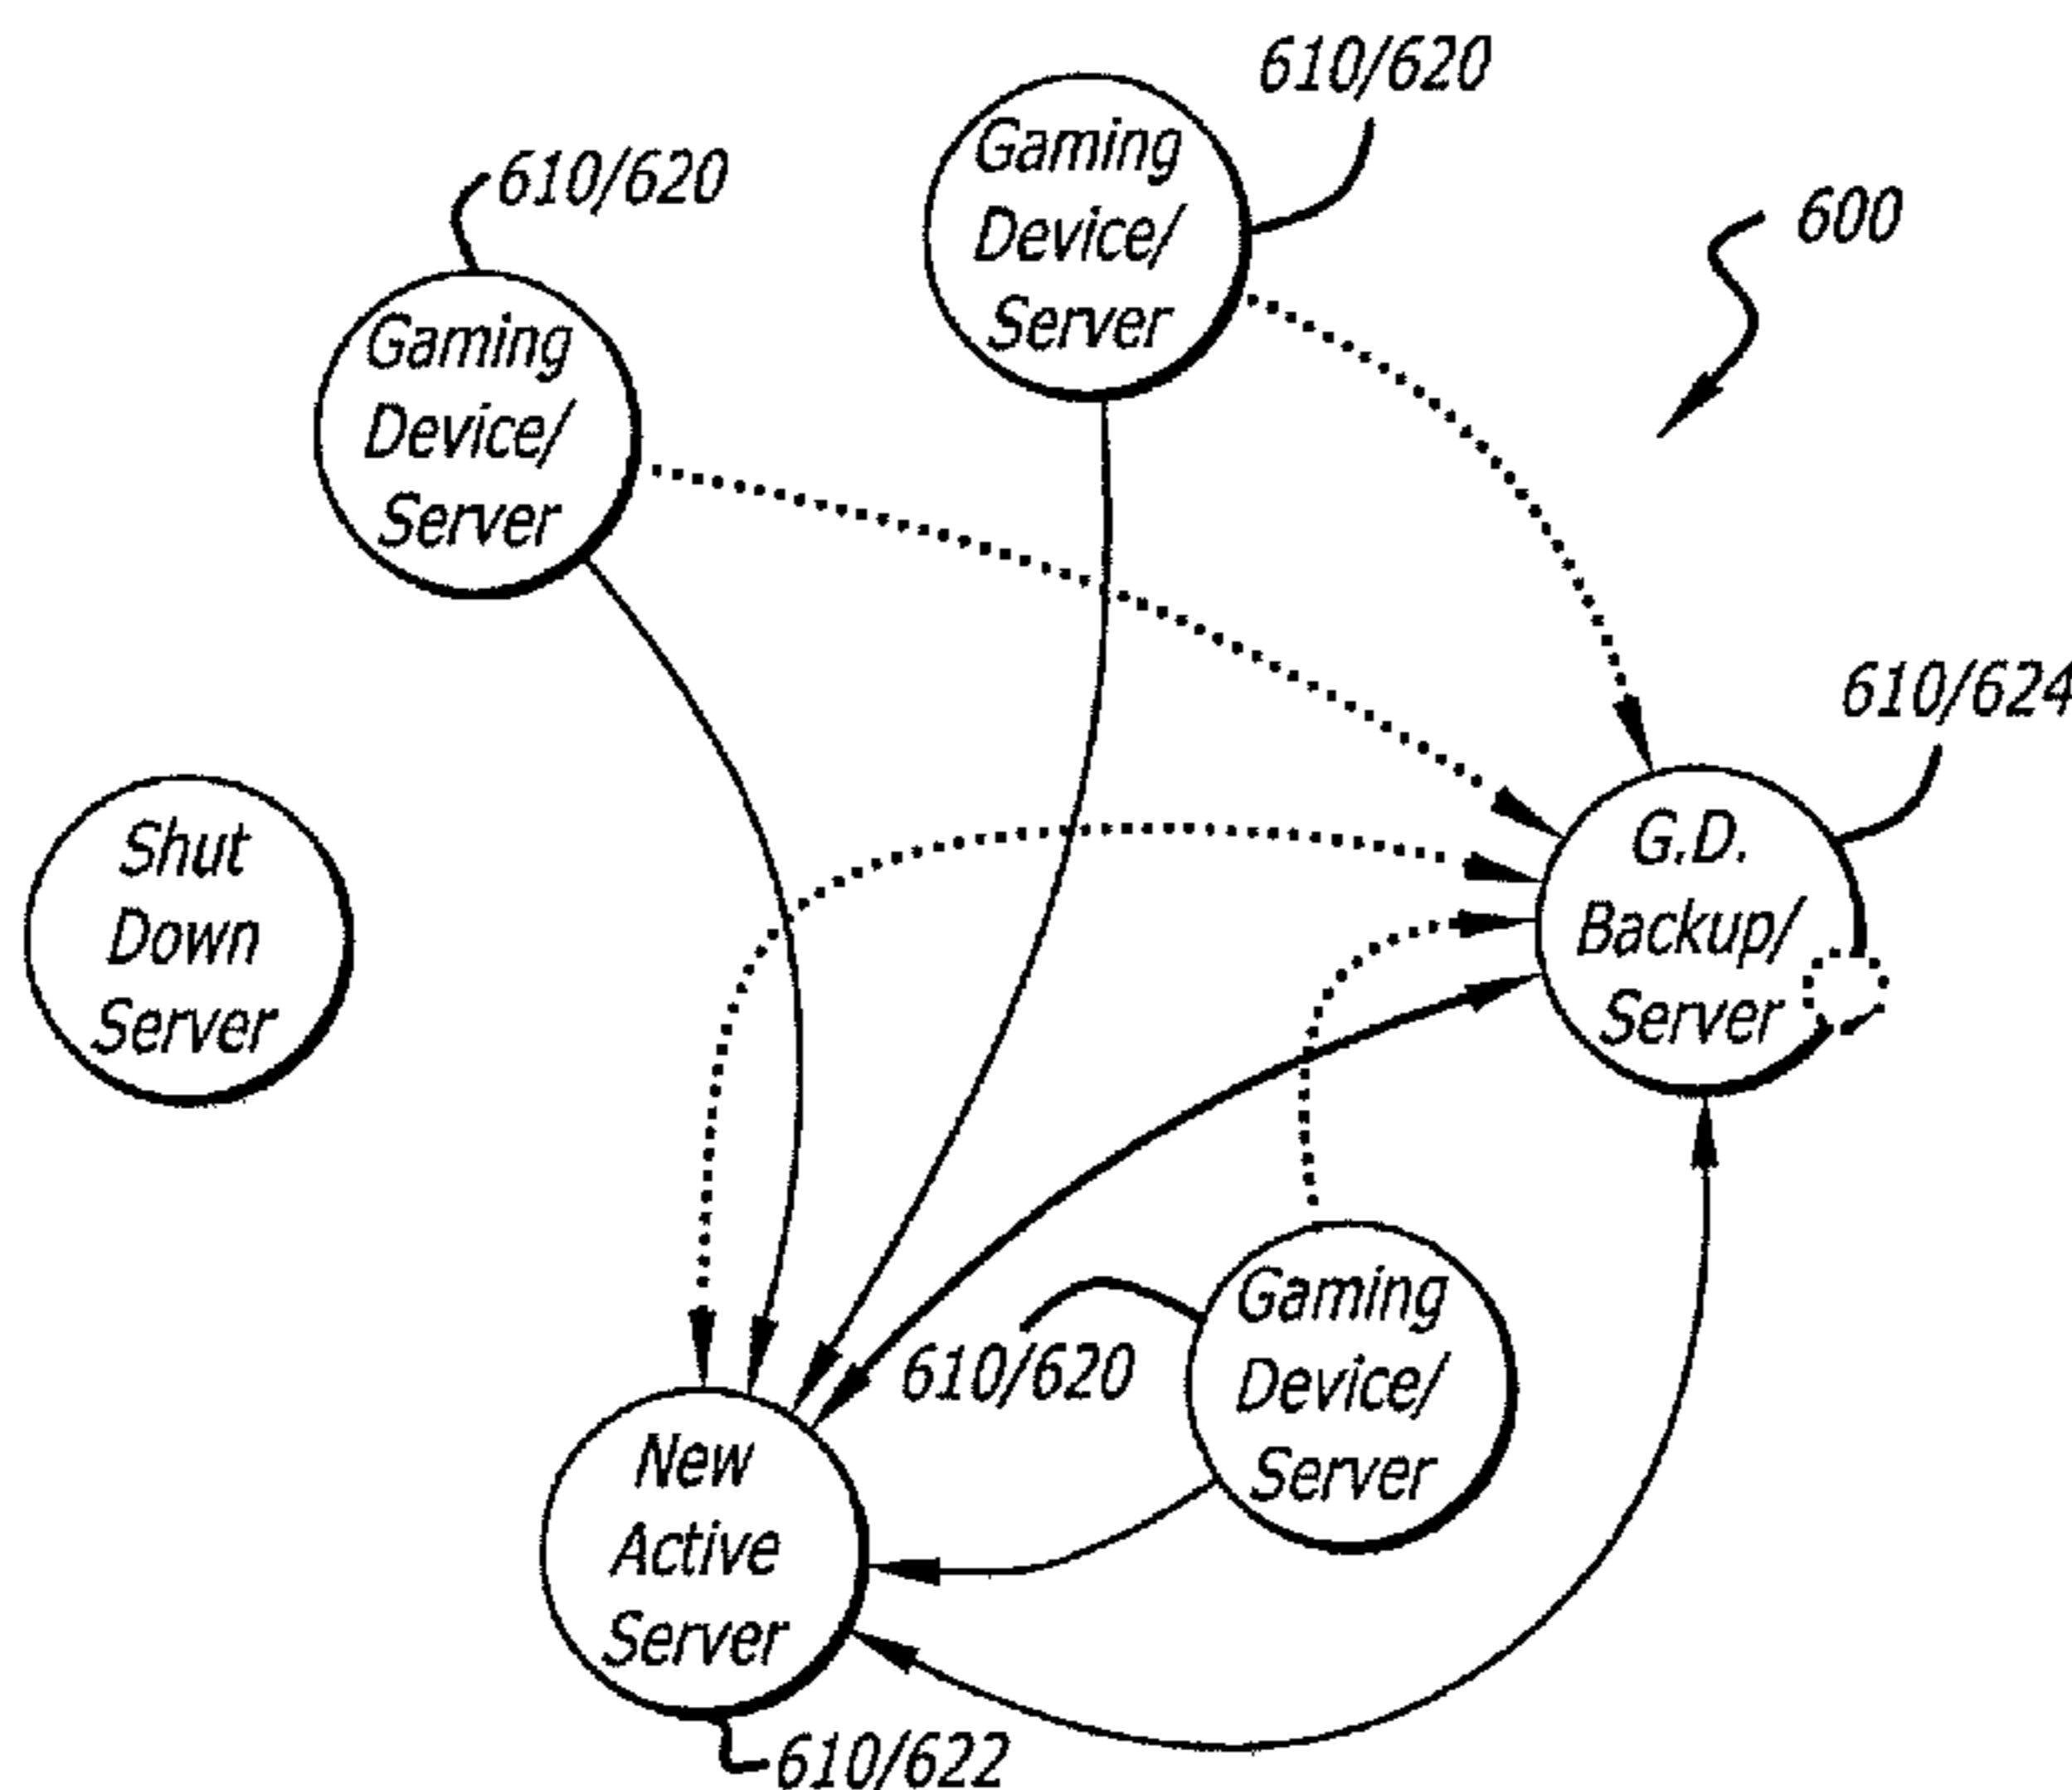 610/620
Gaming
Device/
Server
610/620
600
Gaming
Device/
Server
610/624
Shut
Down
Server
G.D.
Backup/
Server
610/620
Gaming
Device/
Server
New
Active
Server
610/622